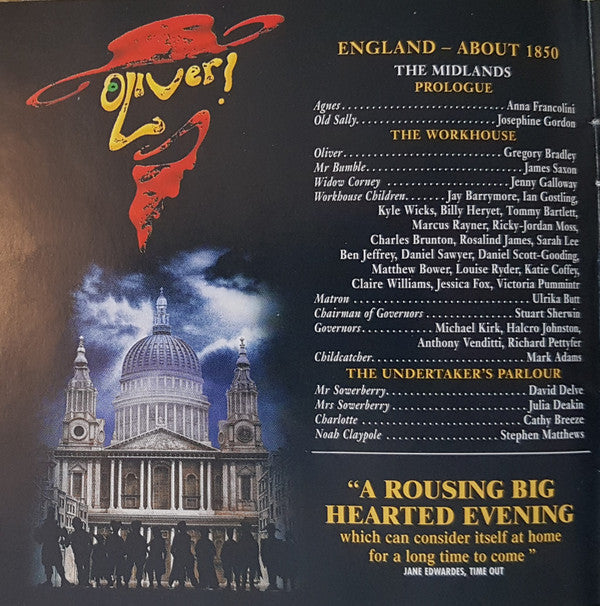 Oliver!
ENGLAND – ABOUT 1850
THE MIDLANDS
PROLOGUE
Agnes .......................... Anna Francolini
Old Sally .......................... Josephine Gordon
THE WORKHOUSE
Oliver .......................... Gregory Bradley
Mr Bumble .......................... James Saxon
Widow Corney .......................... Jenny Galloway
Workhouse Children .......... Jay Barrymore, Ian Gostling,
Kyle Wicks, Billy Heryet, Tommy Bartlett,
Marcus Rayner, Ricky-Jordan Moss,
Charles Brunton, Rosalind James, Sarah Lee
Ben Jeffrey, Daniel Sawyer, Daniel Scott-Gooding,
Matthew Bower, Louise Ryder, Katie Coffey,
Claire Williams, Jessica Fox, Victoria Pummintr
Matron .......................... Ulrika Butt
Chairman of Governors .......................... Stuart Sherwin
Governors .............. Michael Kirk, Halcro Johnston,
Anthony Venditti, Richard Pettyfer
Childcatcher .......................... Mark Adams
THE UNDERTAKER'S PARLOUR
Mr Sowerberry .......................... David Delve
Mrs Sowerberry .......................... Julia Deakin
Charlotte .......................... Cathy Breeze
Noah Claypole .......................... Stephen Matthews
"A ROUSING BIG
HEARTED EVENING
which can consider itself at home
for a long time to come"
JANE EDWARDES, TIME OUT